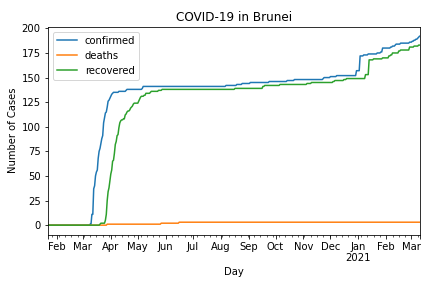 COVID-19 in Brunei
confirmed
deaths
recovered
200
175
150
125
100
75
50
25
0
Number of Cases
Feb Mar Apr May Jun Jul Aug Sep Oct Nov Dec Jan Feb Mar
2021
Day